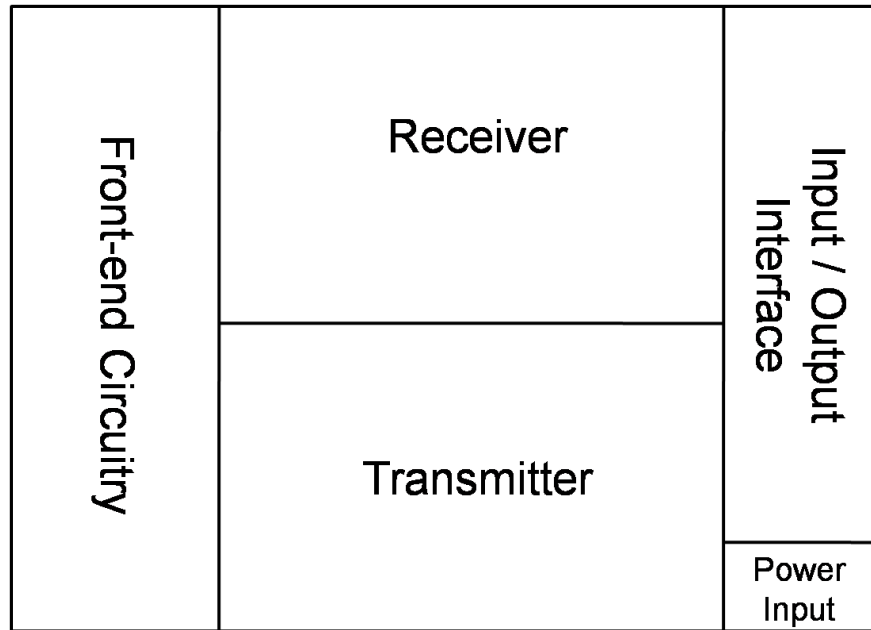 Front-end Circuitry
Receiver
Transmitter
Input / Output
Interface
Power
Input